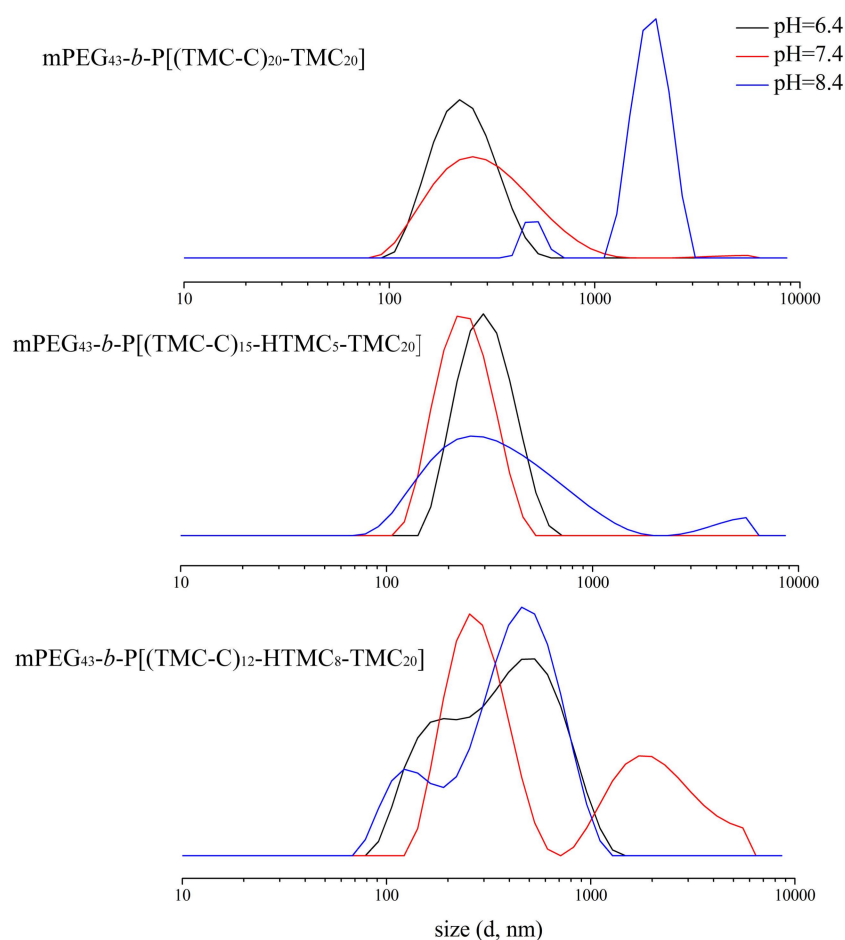 mPEG43-b-P[(TMC-C)20-TMC20]
pH=6.4
pH=7.4
pH=8.4
10 100 1000 10000
mPEG43-b-P[(TMC-C)15-HTMC5-TMC20]
10 100 1000 10000
mPEG43-b-P[(TMC-C)12-HTMC8-TMC20]
10 100 1000 10000
size (d, nm)